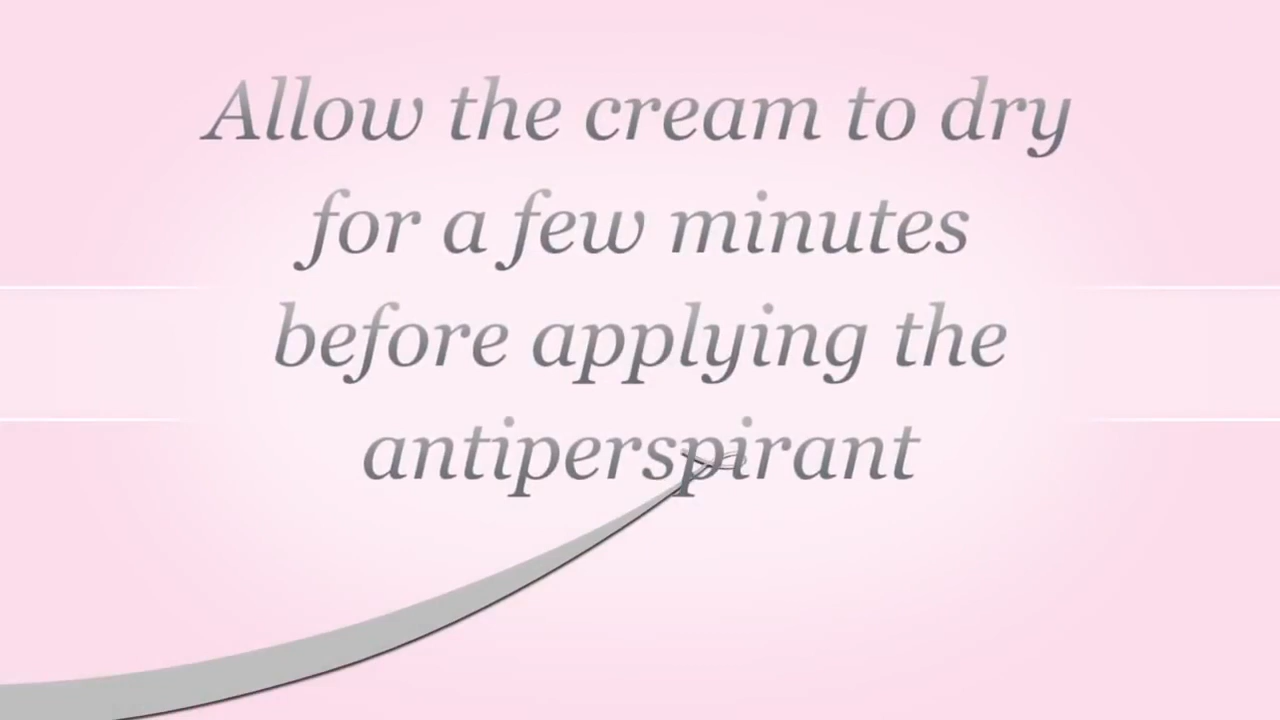 Allow the cream to dry
for a few minutes
before applying the
antiperspirant